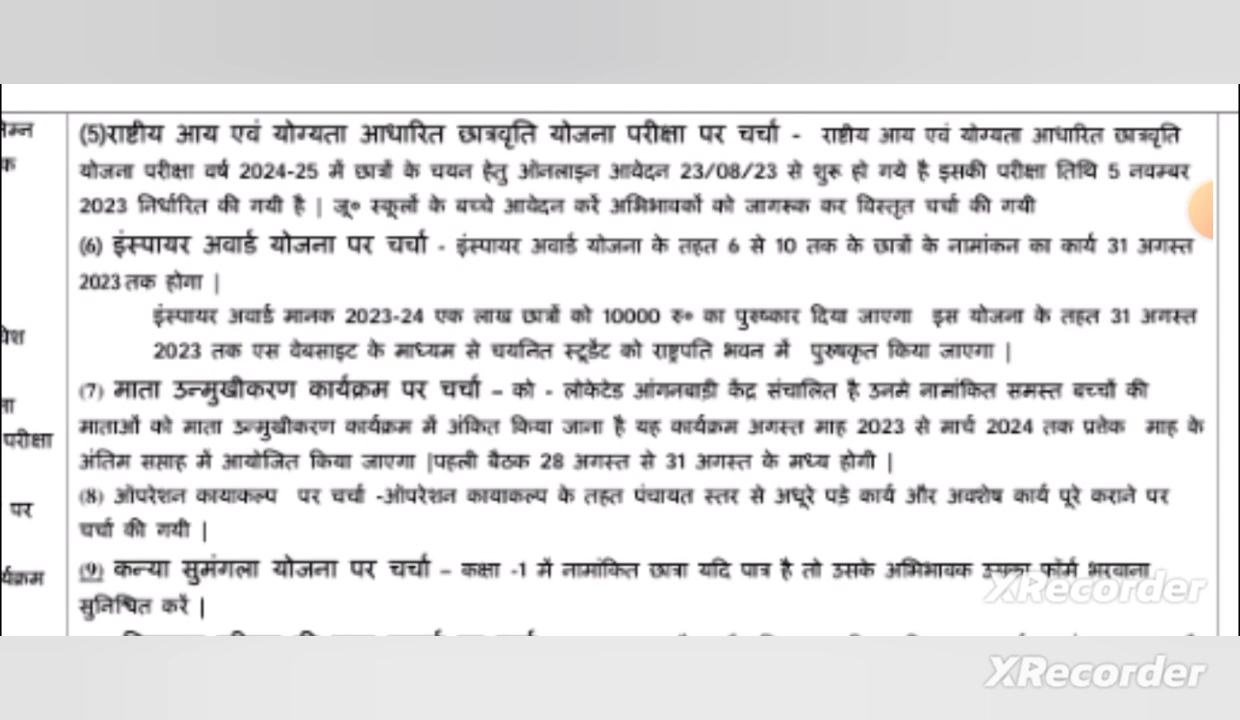 निम्न
(5)राष्टीय आय एवं योग्यता आधारित छात्रवृति योजना परीक्षा पर चर्चा - राष्टीय आय एवं योग्यता आधारित छात्रवृति
क
योजना परीक्षा वर्ष 2024-25 में छात्रों के चयन हेतु ऑनलाइन आवेदन 23/08/23 से शुरू हो गये है इसकी परीक्षा तिथि 5 नवम्बर
2023 निर्धारित की गयी है | जू० स्कूलों के बच्चे आवेदन करें अभिभावकों को जागरूक कर विस्तृत चर्चा की गयी
(6) इंस्पायर अवार्ड योजना पर चर्चा - इंस्पायर अवार्ड योजना के तहत 6 से 10 तक के छात्रों के नामांकन का कार्य 31 अगस्त
2023 तक होगा |
इंस्पायर अवार्ड मानक 2023-24 एक लाख छात्रों को 10000 रु० का पुरुष्कार दिया जाएगा इस योजना के तहत 31 अगस्त
2023 तक एस वेबसाइट के माध्यम से चयनित स्टूडेंट को राष्ट्रपति भवन में पुरुषकृत किया जाएगा |
(7) माता उन्मुखीकरण कार्यक्रम पर चर्चा – को - लोकेटेड आंगनबाड़ी केंद्र संचालित है उनमे नामांकित समस्त बच्चों की
माताओं को माता उन्मुखीकरण कार्यक्रम में अंकित किया जाना है यह कार्यक्रम अगस्त माह 2023 से मार्च 2024 तक प्रत्तेक माह के
परीक्षा
अंतिम सप्ताह में आयोजित किया जाएगा |पहली बैठक 28 अगस्त से 31 अगस्त के मध्य होगी |
(8) ओपरेशन कायाकल्प पर चर्चा -ओपरेशन कायाकल्प के तहत पंचायत स्तर से अधूरे पड़े कार्य और अवशेष कार्य पूरे कराने पर
पर
चर्चा की गयी |
(9) कन्या सुमंगला योजना पर चर्चा – कक्षा -1 में नामांकित छात्रा यदि पात्र है तो उसके अभिभावक उसका फॉर्म भरवाना
सुनिश्चित करें |
XRecorder
XRecorder